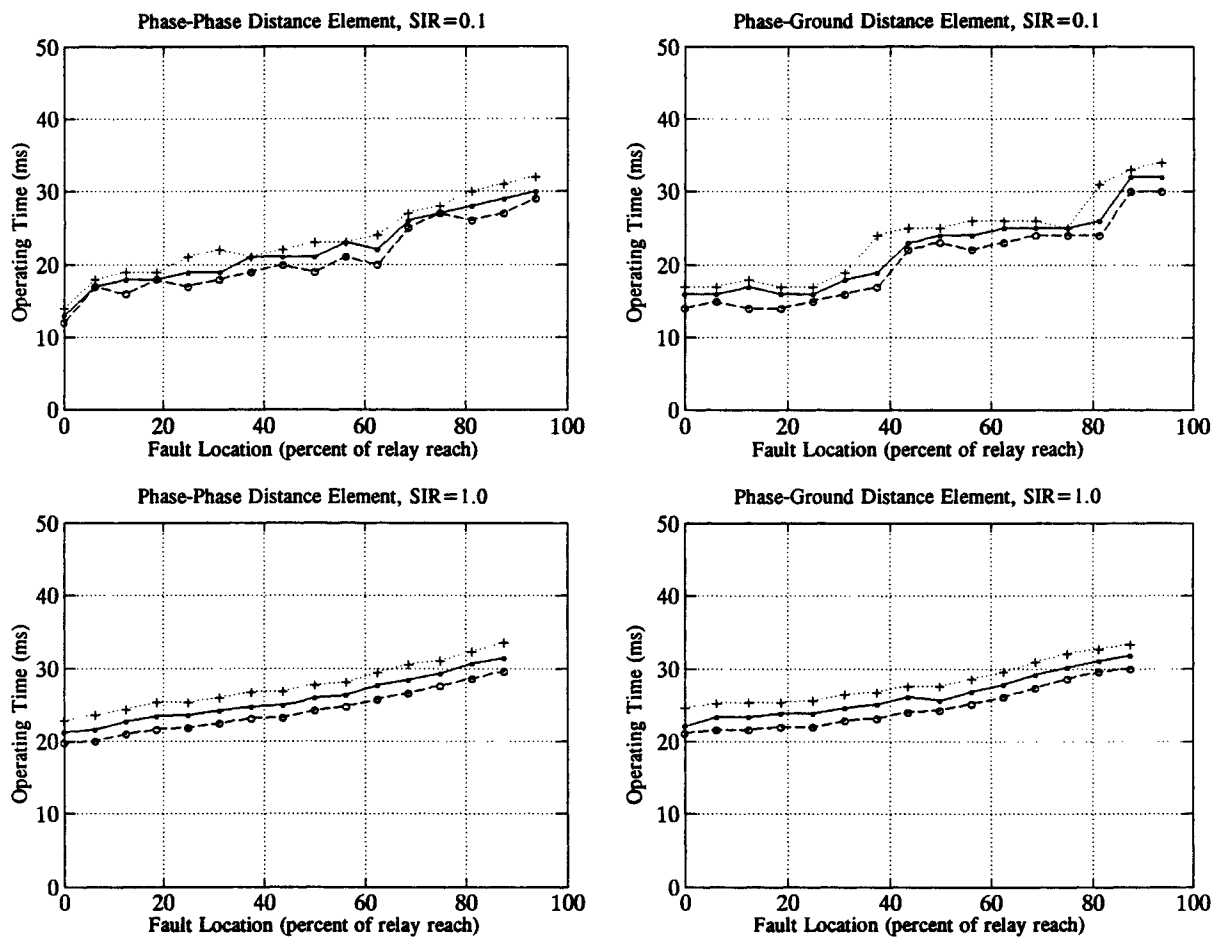 Phase-Phase Distance Element, SIR=0.1
50
40
30
20
10
0
Operating Time (ms)
0 20 40 60 80 100
Fault Location (percent of relay reach)
Phase-Ground Distance Element, SIR=0.1
50
40
30
20
10
0
Operating Time (ms)
0 20 40 60 80 100
Fault Location (percent of relay reach)
Phase-Phase Distance Element, SIR=1.0
50
40
30
20
10
0
Operating Time (ms)
0 20 40 60 80 100
Fault Location (percent of relay reach)
Phase-Ground Distance Element, SIR=1.0
50
40
30
20
10
0
Operating Time (ms)
0 20 40 60 80 100
Fault Location (percent of relay reach)